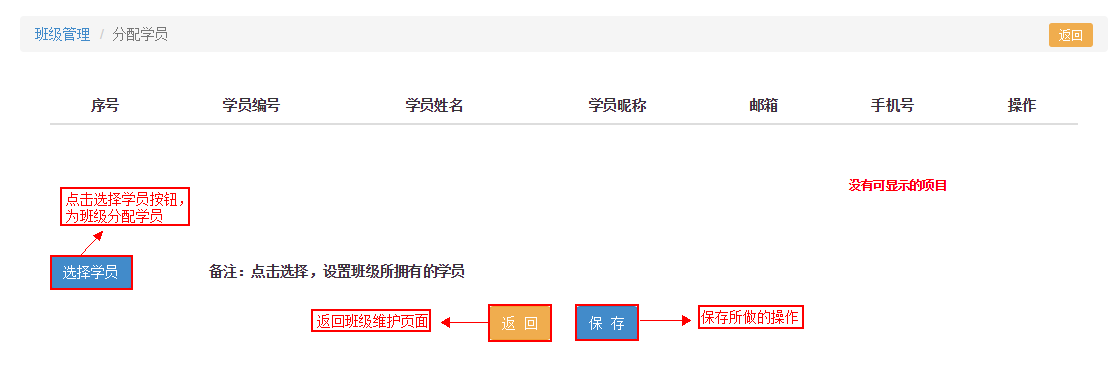 班级管理 / 分配学员 返回
序号 学员编号 学员姓名 学员昵称 邮箱 手机号 操作
没有可显示的项目
点击选择学员按钮，
为班级分配学员
选择学员 备注：点击选择，设置班级所拥有的学员
返回班级维护页面 返 回 保 存 保存所做的操作